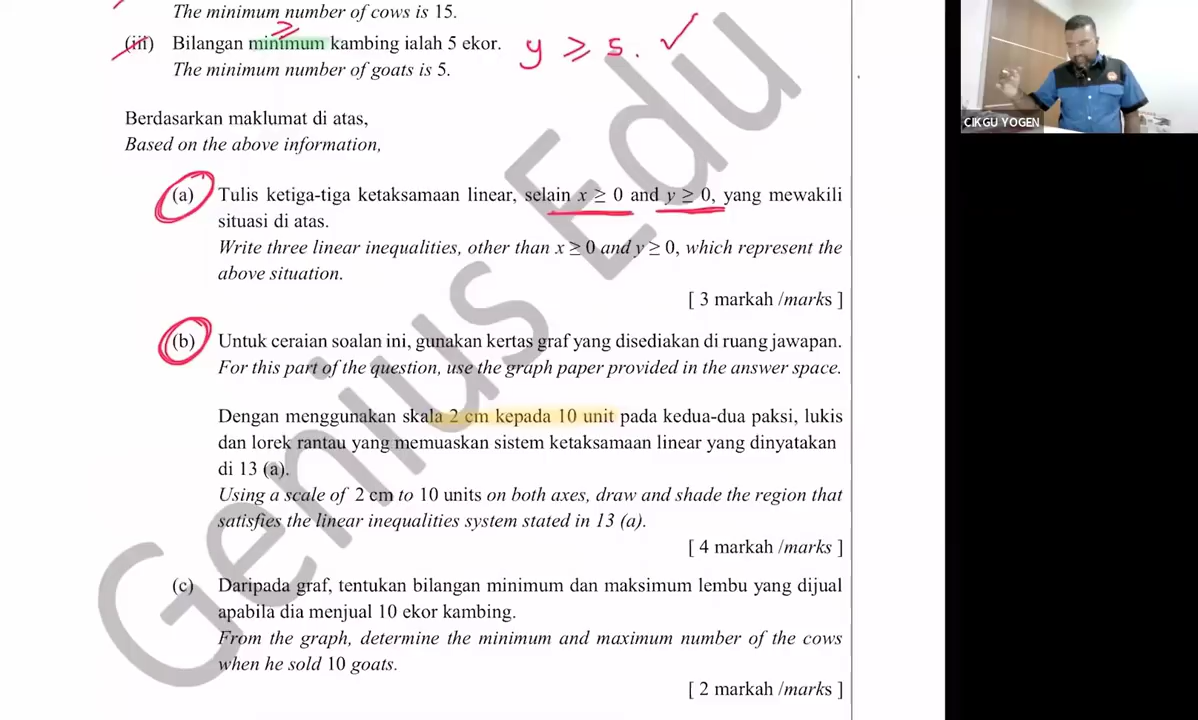 The minimum number of cows is 15.
≥
(iii) Bilangan minimum kambing ialah 5 ekor. y ≥ 5. ✓
The minimum number of goats is 5.
CIKGU YOGEN
Berdasarkan maklumat di atas,
Based on the above information,
(a) Tulis ketiga-tiga ketaksamaan linear, selain x ≥ 0 and y ≥ 0, yang mewakili
situasi di atas.
Write three linear inequalities, other than x ≥ 0 and y ≥ 0, which represent the
above situation.
[ 3 markah /marks ]
(b) Untuk ceraian soalan ini, gunakan kertas graf yang disediakan di ruang jawapan.
For this part of the question, use the graph paper provided in the answer space.
Dengan menggunakan skala 2 cm kepada 10 unit pada kedua-dua paksi, lukis
dan lorek rantau yang memuaskan sistem ketaksamaan linear yang dinyatakan
di 13 (a).
Using a scale of 2 cm to 10 units on both axes, draw and shade the region that
satisfies the linear inequalities system stated in 13 (a).
[ 4 markah /marks ]
(c) Daripada graf, tentukan bilangan minimum dan maksimum lembu yang dijual
apabila dia menjual 10 ekor kambing.
From the graph, determine the minimum and maximum number of the cows
when he sold 10 goats.
[ 2 markah /marks ]
Genius Edu